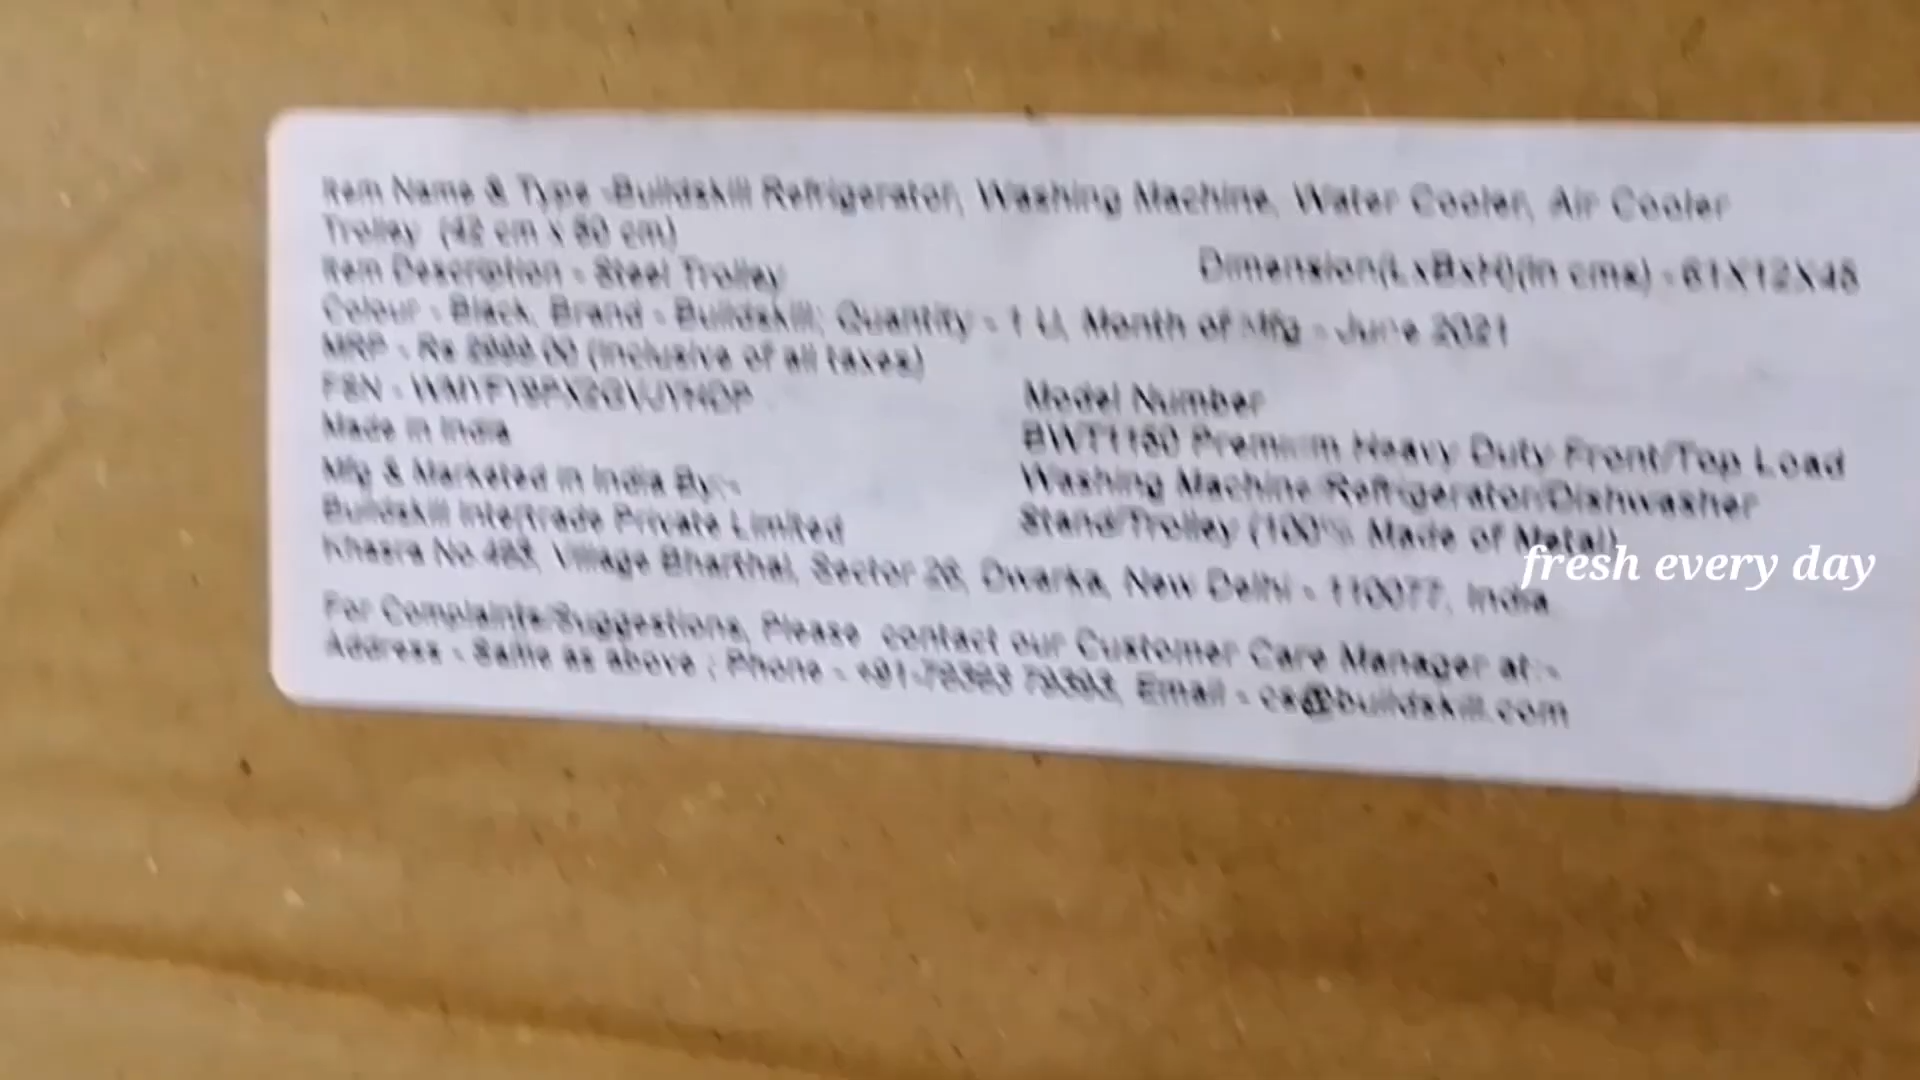 Item Name & Type -Buildskill Refrigerator, Washing Machine, Water Cooler, Air Cooler
Trolley (42 cm x 60 cm)
Item Description - Steel Trolley
Dimension(LxBxH)(in cms) - 61X12X48
Colour - Black, Brand - Buildskill; Quantity - 1 U, Month of Mfg - June 2021
MRP - Rs (Inclusive of all taxes)
FSN -
Made in India
Mfg & Marketed in India By:-
Buildskill Intertrade Private Limited
Model Number
BWT1150 Premium Heavy Duty Front/Top Load
Washing Machine/Refrigerator/Dishwasher
Stand/Trolley (100% Made of Metal)
Khasra No Village Bharthal, Sector 26, Dwarka, New Delhi - 110077, India
For Complaints/Suggestions, Please contact our Customer Care Manager at:-
Address - Same as above ; Phone - +91-79393 79393, Email - cs@buildskill.com
fresh every day